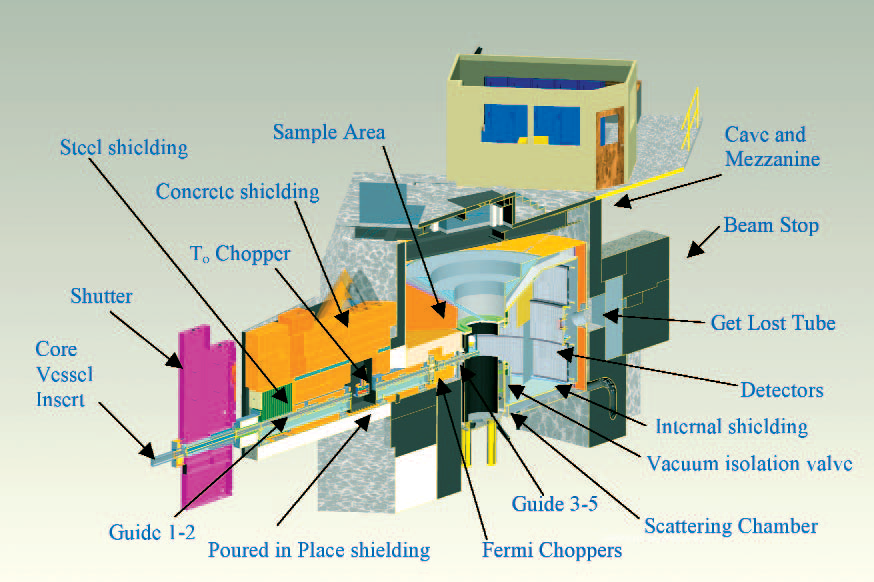 Steel shielding
Sample Area
Cave and
Mezzanine
Concrete shielding
Beam Stop
To Chopper
Shutter
Get Lost Tube
Core
Vessel
Insert
Detectors
Internal shielding
Vacuum isolation valve
Guide 3-5
Scattering Chamber
Guide 1-2
Poured in Place shielding
Fermi Choppers